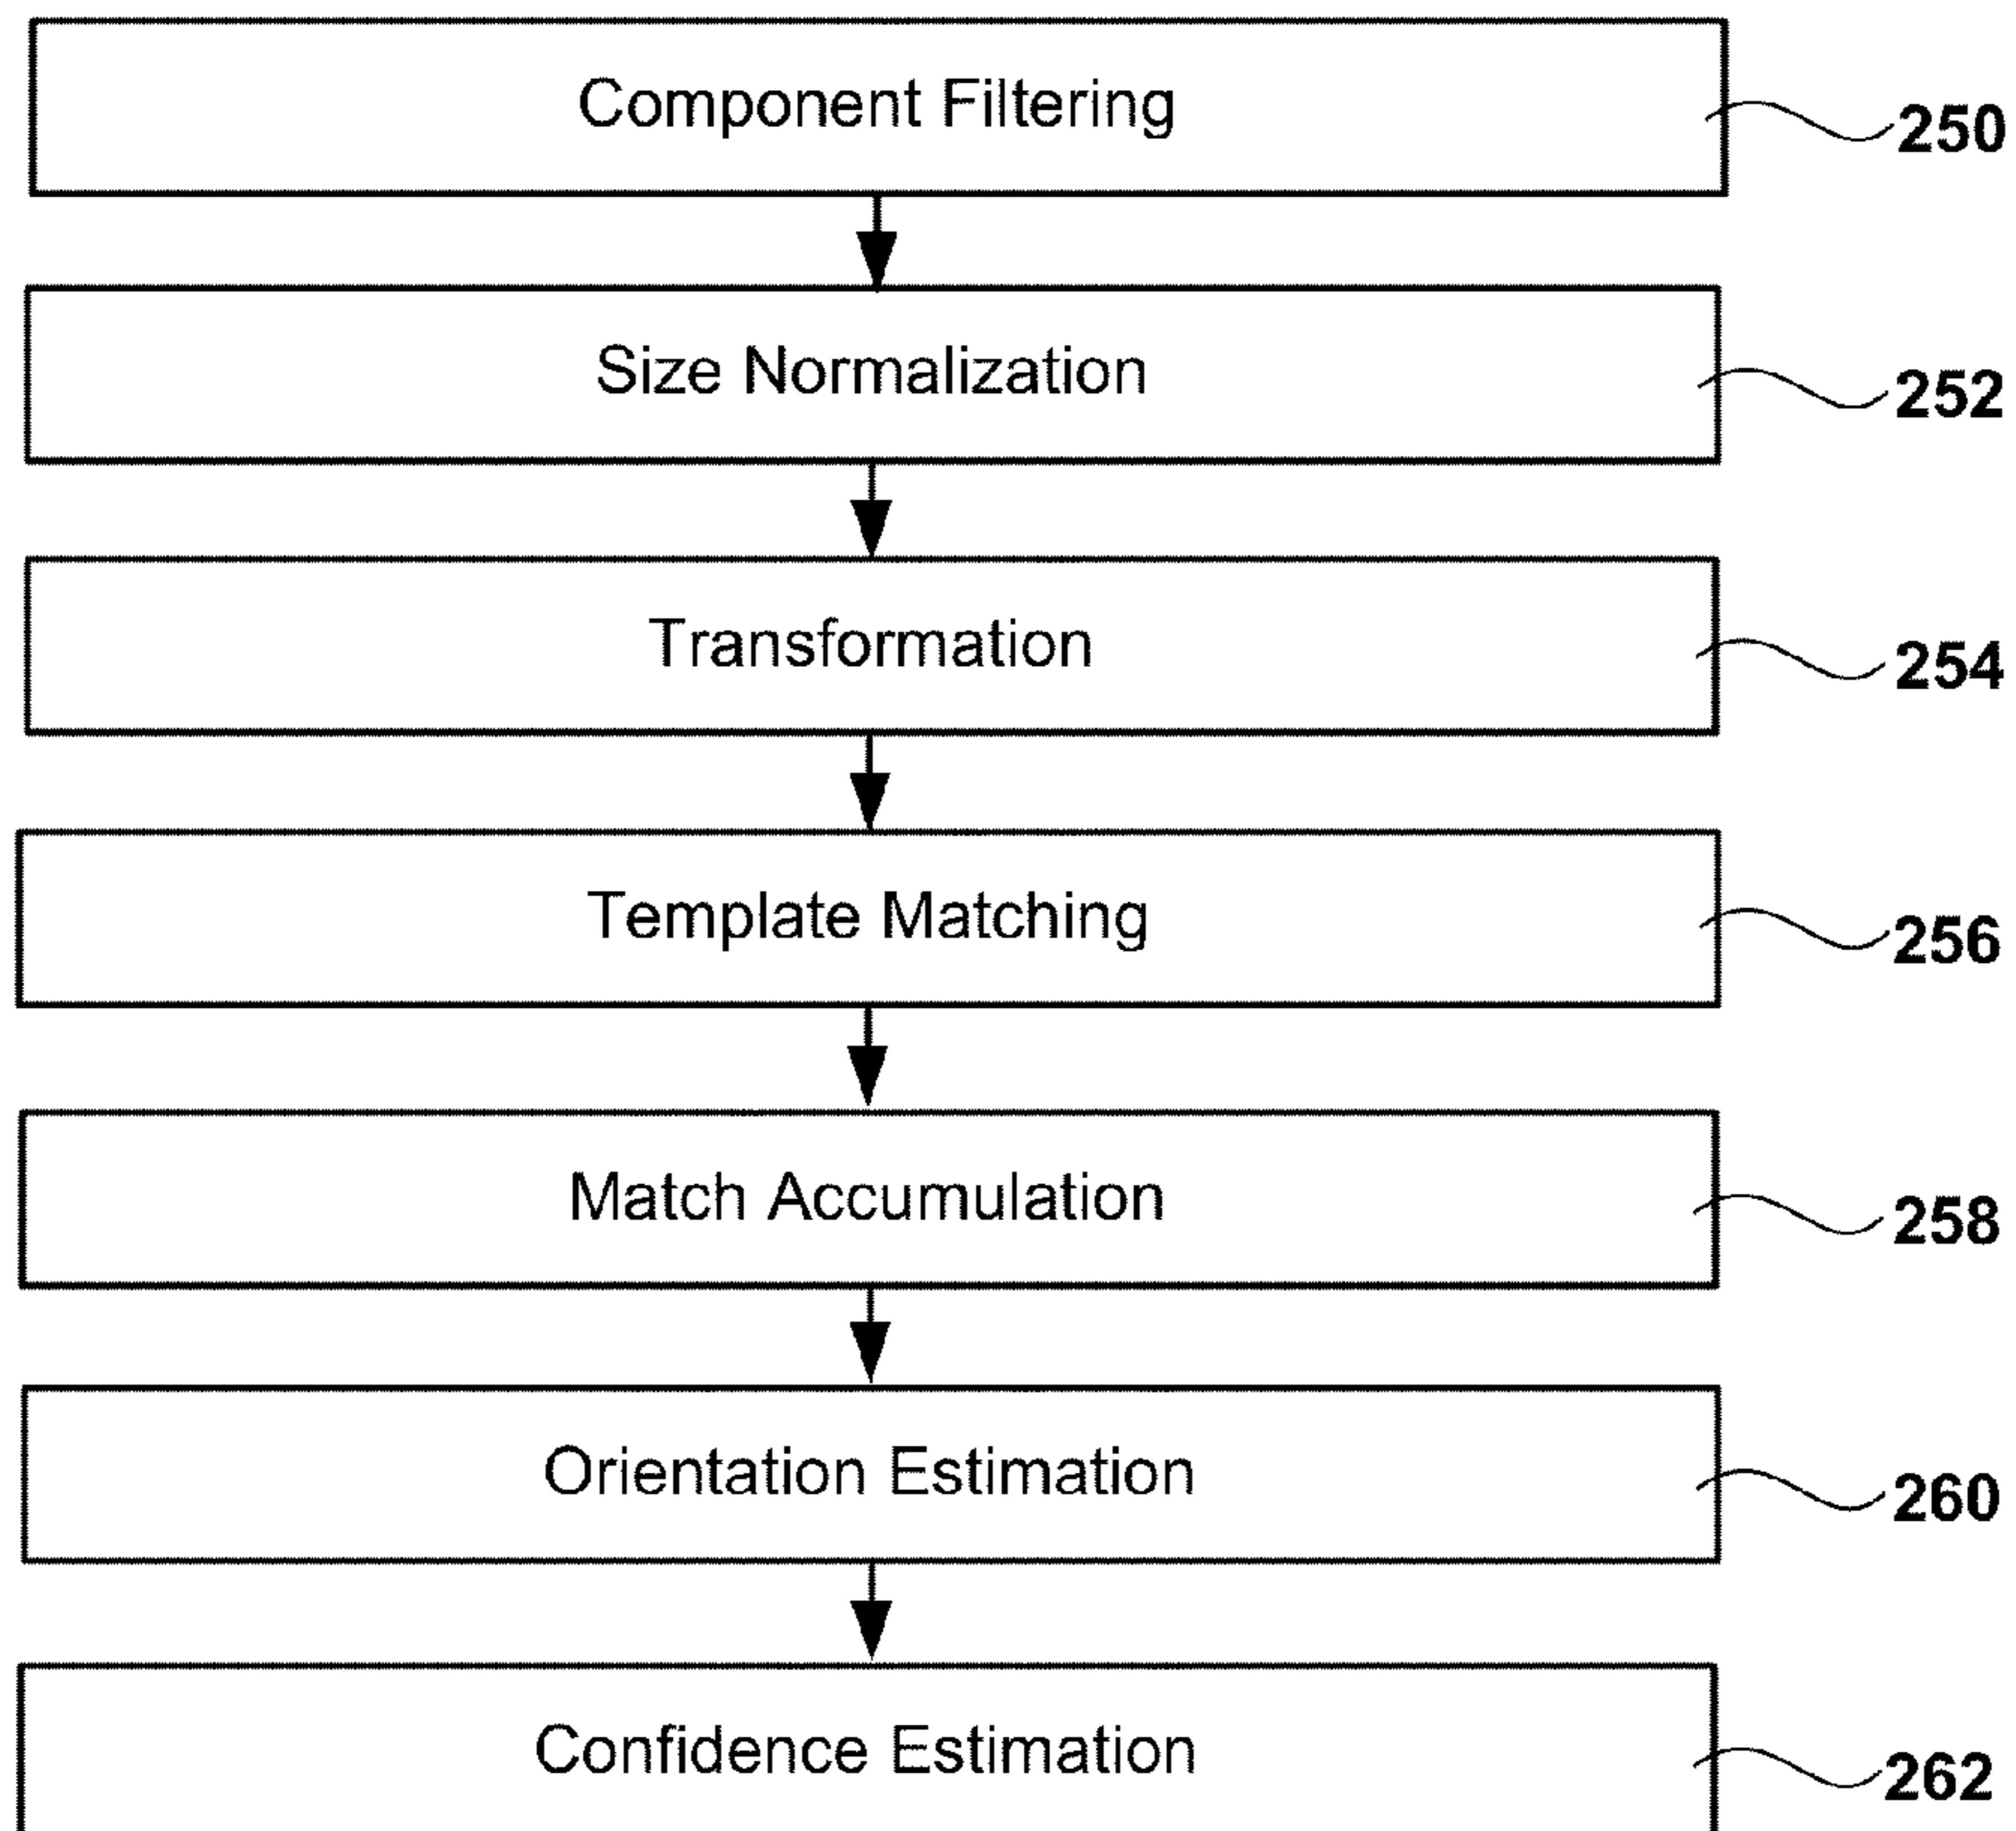 Component Filtering
250
Size Normalization
252
Transformation
254
Template Matching
256
Match Accumulation
258
Orientation Estimation
260
Confidence Estimation
262